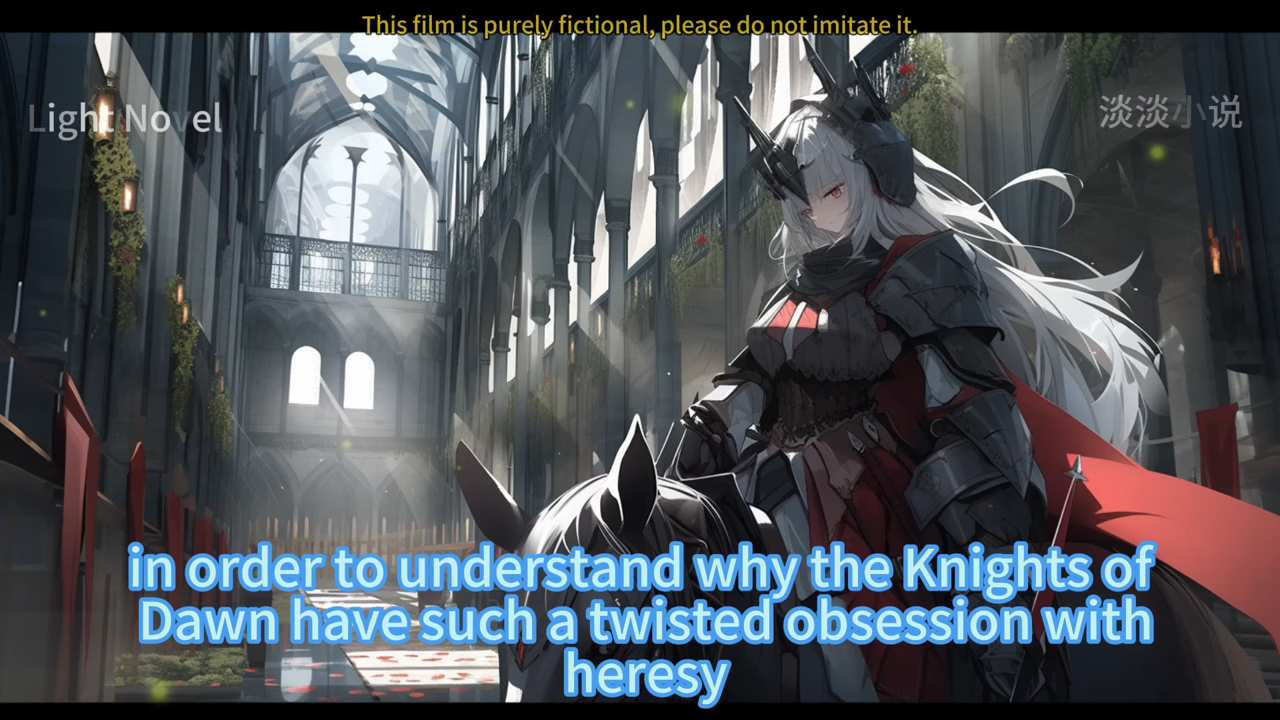 This film is purely fictional, please do not imitate it.
Light Novel
淡淡小说
in order to understand why the Knights of
Dawn have such a twisted obsession with
heresy